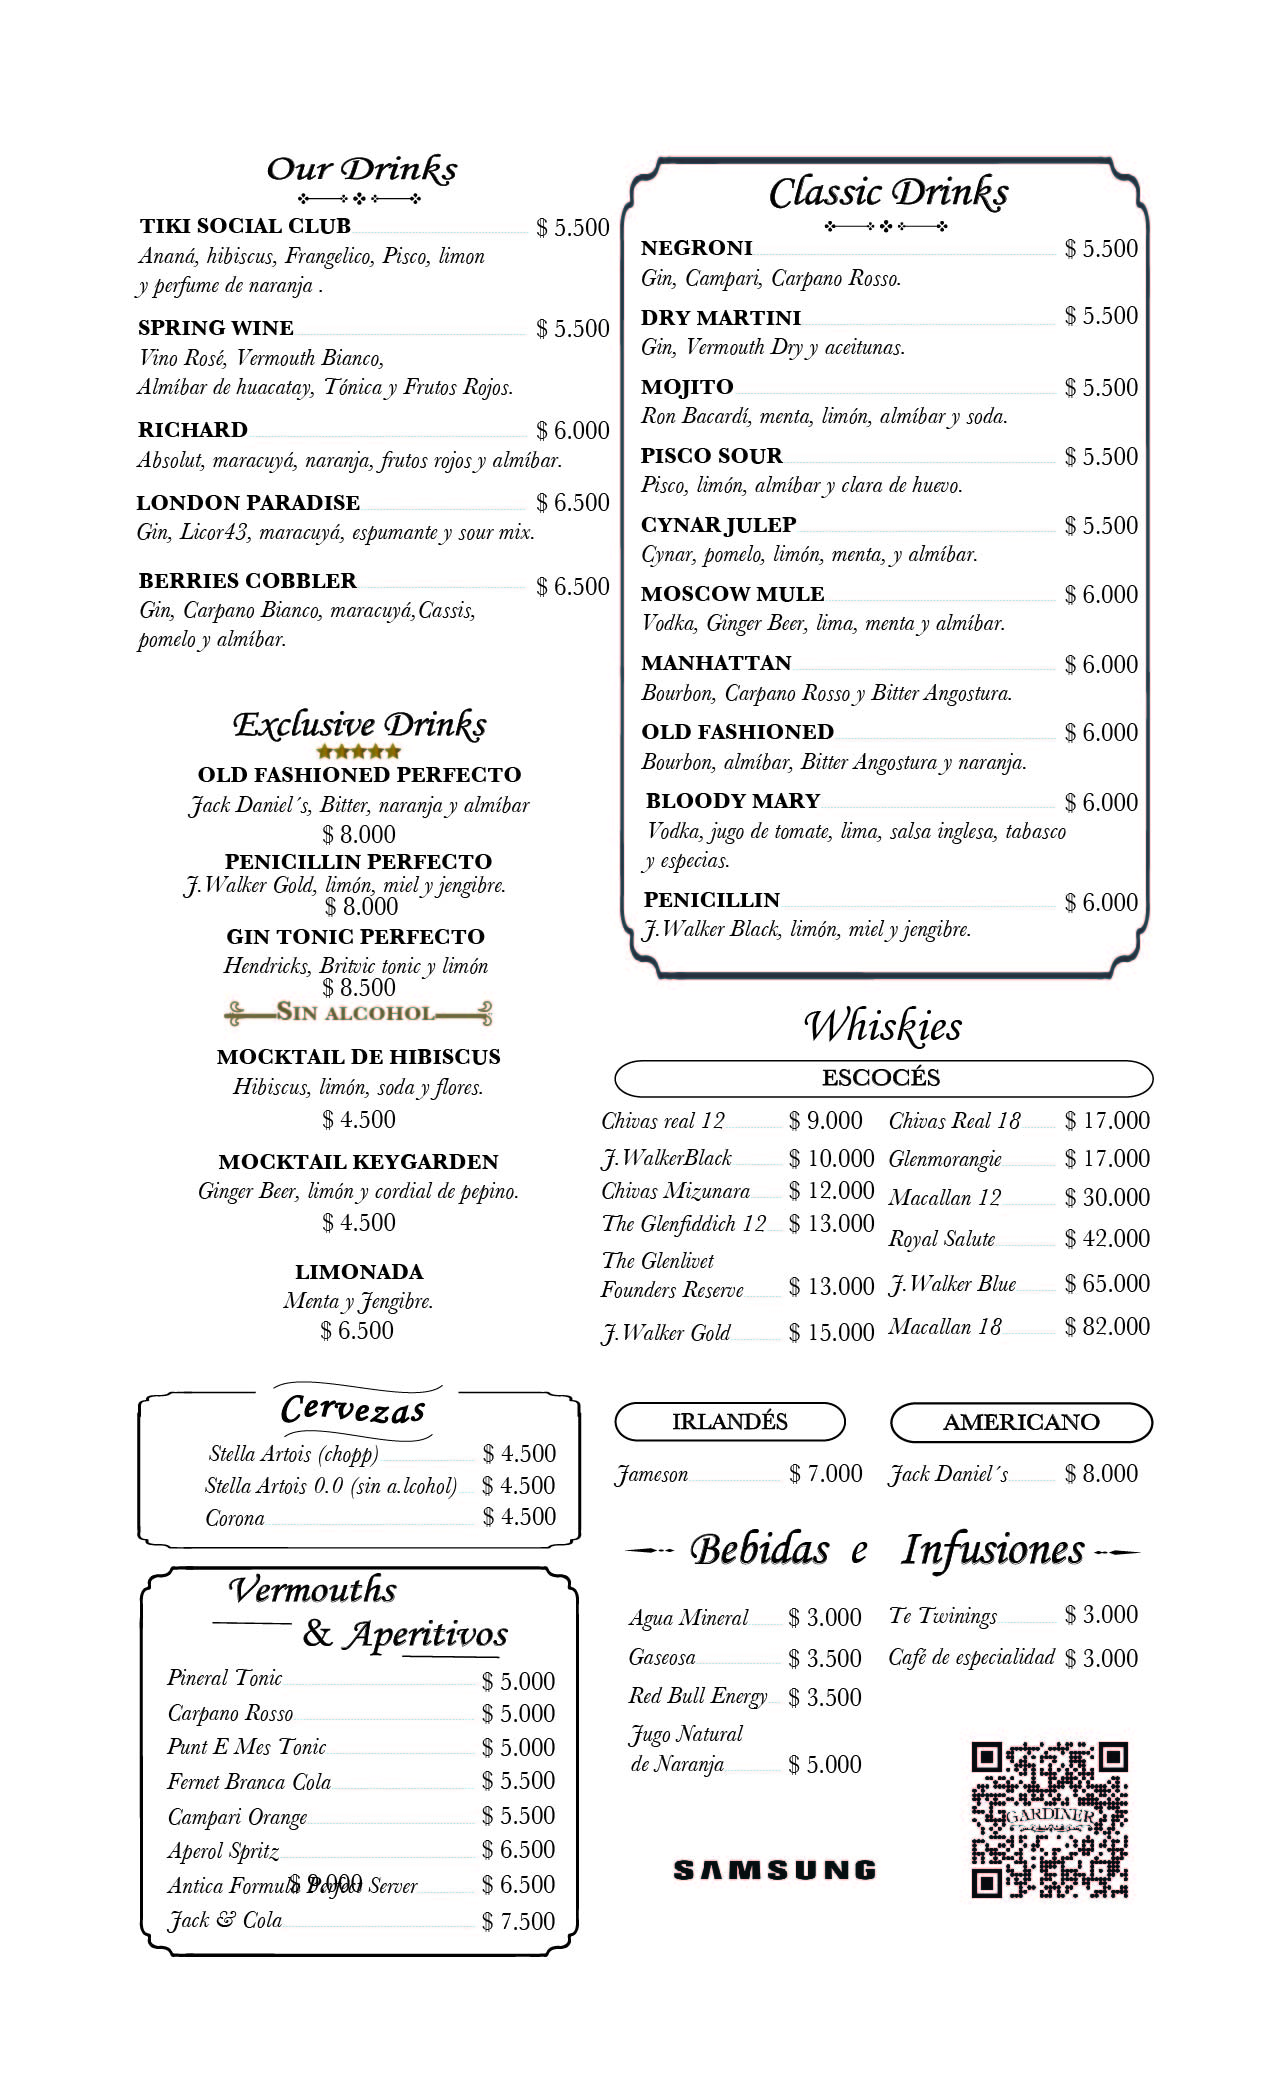 Our Drinks
TIKI SOCIAL CLUB $ 5.500
Ananá, hibiscus, Frangelico, Pisco, limon
y perfume de naranja .
SPRING WINE $ 5.500
Vino Rosé, Vermouth Bianco,
Almíbar de huacatay, Tónica y Frutos Rojos.
RICHARD $ 6.000
Absolut, maracuyá, naranja, frutos rojos y almíbar.
LONDON PARADISE $ 6.500
Gin, Licor43, maracuyá, espumante y sour mix.
BERRIES COBBLER $ 6.500
Gin, Carpano Bianco, maracuyá,Cassis,
pomelo y almíbar.
Exclusive Drinks
OLD FASHIONED PERFECTO
Jack Daniel´s, Bitter, naranja y almíbar
$ 8.000
PENICILLIN PERFECTO
J.Walker Gold, limón, miel y jengibre.
$ 8.000
GIN TONIC PERFECTO
Hendricks, Britvic tonic y limón
$ 8.500
SIN ALCOHOL
MOCKTAIL DE HIBISCUS
Hibiscus, limón, soda y flores.
$ 4.500
MOCKTAIL KEYGARDEN
Ginger Beer, limón y cordial de pepino.
$ 4.500
LIMONADA
Menta y Jengibre.
$ 6.500
Cervezas
Stella Artois (chopp) $ 4.500
Stella Artois 0.0 (sin a.lcohol) $ 4.500
Corona $ 4.500
Vermouths
& Aperitivos
Pineral Tonic $ 5.000
Carpano Rosso $ 5.000
Punt E Mes Tonic $ 5.000
Fernet Branca Cola $ 5.500
Campari Orange $ 5.500
Aperol Spritz $ 6.500
Antica Formula Perfect Server $ 6.500
$ 9.000
Jack & Cola $ 7.500
Classic Drinks
NEGRONI $ 5.500
Gin, Campari, Carpano Rosso.
DRY MARTINI $ 5.500
Gin, Vermouth Dry y aceitunas.
MOJITO $ 5.500
Ron Bacardí, menta, limón, almíbar y soda.
PISCO SOUR $ 5.500
Pisco, limón, almíbar y clara de huevo.
CYNAR JULEP $ 5.500
Cynar, pomelo, limón, menta, y almíbar.
MOSCOW MULE $ 6.000
Vodka, Ginger Beer, lima, menta y almíbar.
MANHATTAN $ 6.000
Bourbon, Carpano Rosso y Bitter Angostura.
OLD FASHIONED $ 6.000
Bourbon, almíbar, Bitter Angostura y naranja.
BLOODY MARY $ 6.000
Vodka, jugo de tomate, lima, salsa inglesa, tabasco
y especias.
PENICILLIN $ 6.000
J.Walker Black, limón, miel y jengibre.
Whiskies
ESCOCÉS
Chivas real 12 $ 9.000
J.WalkerBlack $ 10.000
Chivas Mizunara $ 12.000
The Glenfiddich 12 $ 13.000
The Glenlivet
Founders Reserve $ 13.000
J.Walker Gold $ 15.000
Chivas Real 18 $ 17.000
Glenmorangie $ 17.000
Macallan 12 $ 30.000
Royal Salute $ 42.000
J.Walker Blue $ 65.000
Macallan 18 $ 82.000
IRLANDÉS
Jameson $ 7.000
AMERICANO
Jack Daniel´s $ 8.000
Bebidas e Infusiones
Agua Mineral $ 3.000
Gaseosa $ 3.500
Red Bull Energy $ 3.500
Jugo Natural
de Naranja $ 5.000
Te Twinings $ 3.000
Café de especialidad $ 3.000
GARDINER
SAMSUNG